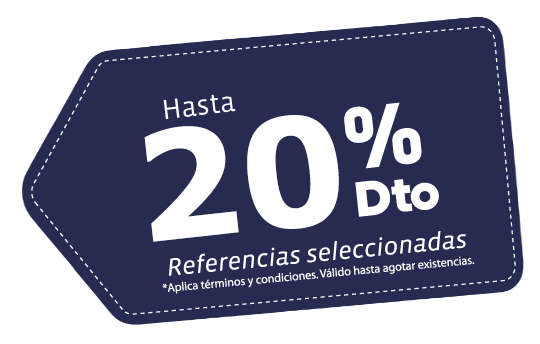 Hasta
20%
Dto
Referencias seleccionadas
*Aplica términos y condiciones. Válido hasta agotar existencias.